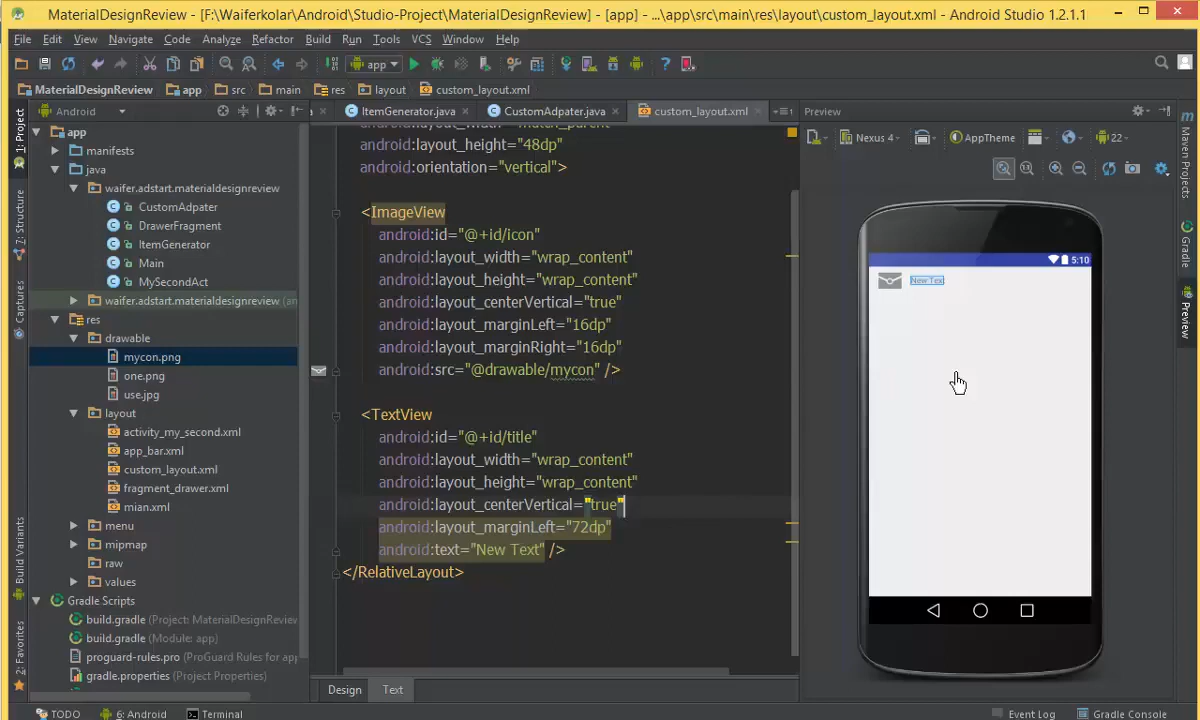 MaterialDesignReview - [F:\Waiferkolar\Android\Studio-Project\MaterialDesignReview] - [app] - ...\app\src\main\res\layout\custom_layout.xml - Android Studio 1.2.1.1
File Edit View Navigate Code Analyze Refactor Build Run Tools VCS Window Help
app
MaterialDesignReview app src main res layout custom_layout.xml
Android
ItemGenerator.java CustomAdpater.java custom_layout.xml
Preview
Nexus 4 AppTheme 22
1: Project
7: Structure
Captures
Build Variants
2: Favorites
app
manifests
java
waifer.adstart.materialdesignreview
CustomAdpater
DrawerFragment
ItemGenerator
Main
MySecondAct
waifer.adstart.materialdesignreview
res
drawable
mycon.png
one.png
use.jpg
layout
activity_my_second.xml
app_bar.xml
custom_layout.xml
fragment_drawer.xml
mian.xml
menu
mipmap
raw
values
Gradle Scripts
build.gradle (Project: MaterialDesignReview
build.gradle (Module: app)
proguard-rules.pro (ProGuard Rules for app
gradle.properties (Project Properties)
android:layout_width="match_parent"
android:layout_height="48dp"
android:orientation="vertical">
<ImageView
android:id="@+id/icon"
android:layout_width="wrap_content"
android:layout_height="wrap_content"
android:layout_centerVertical="true"
android:layout_marginLeft="16dp"
android:layout_marginRight="16dp"
android:src="@drawable/mycon" />
<TextView
android:id="@+id/title"
android:layout_width="wrap_content"
android:layout_height="wrap_content"
android:layout_centerVertical="true"
android:layout_marginLeft="72dp"
android:text="New Text" />
</RelativeLayout>
Design Text
5:10
New Text
Maven Projects
Gradle
Preview
TODO 6: Android Terminal Event Log Gradle Console